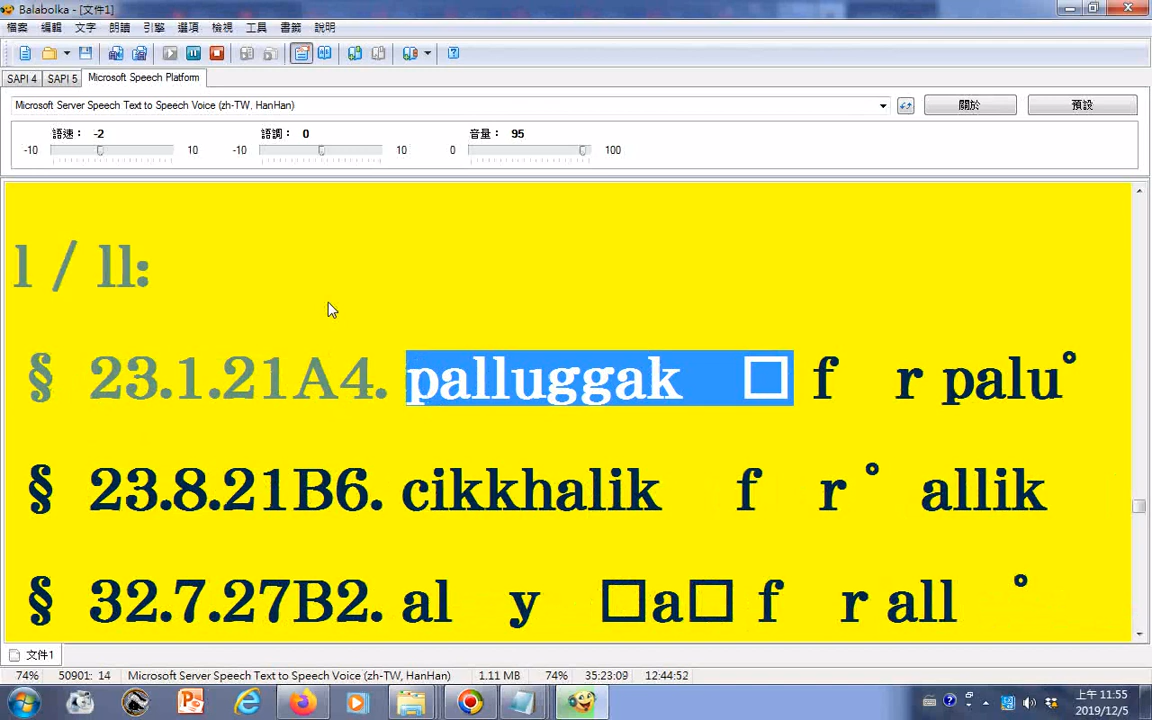 Balabolka - [文件1]
檔案 編輯 文字 朗讀 引擎 選項 檢視 工具 書籤 說明
SAPI 4 SAPI 5 Microsoft Speech Platform
Microsoft Server Speech Text to Speech Voice (zh-TW, HanHan) 關於 預設
語速： -2 語調： 0 音量： 95
-10 10 -10 10 0 100
l / ll:
§ 23.1.21A4. palluggak □ f r palu°
§ 23.8.21B6. cikkhalik f r ° allik
§ 32.7.27B2. al y □a□ f r all °
文件1
74% 50901: 14 Microsoft Server Speech Text to Speech Voice (zh-TW, HanHan) 1.11 MB 74% 35:23:09 12:44:52
上午 11:55
2019/12/5